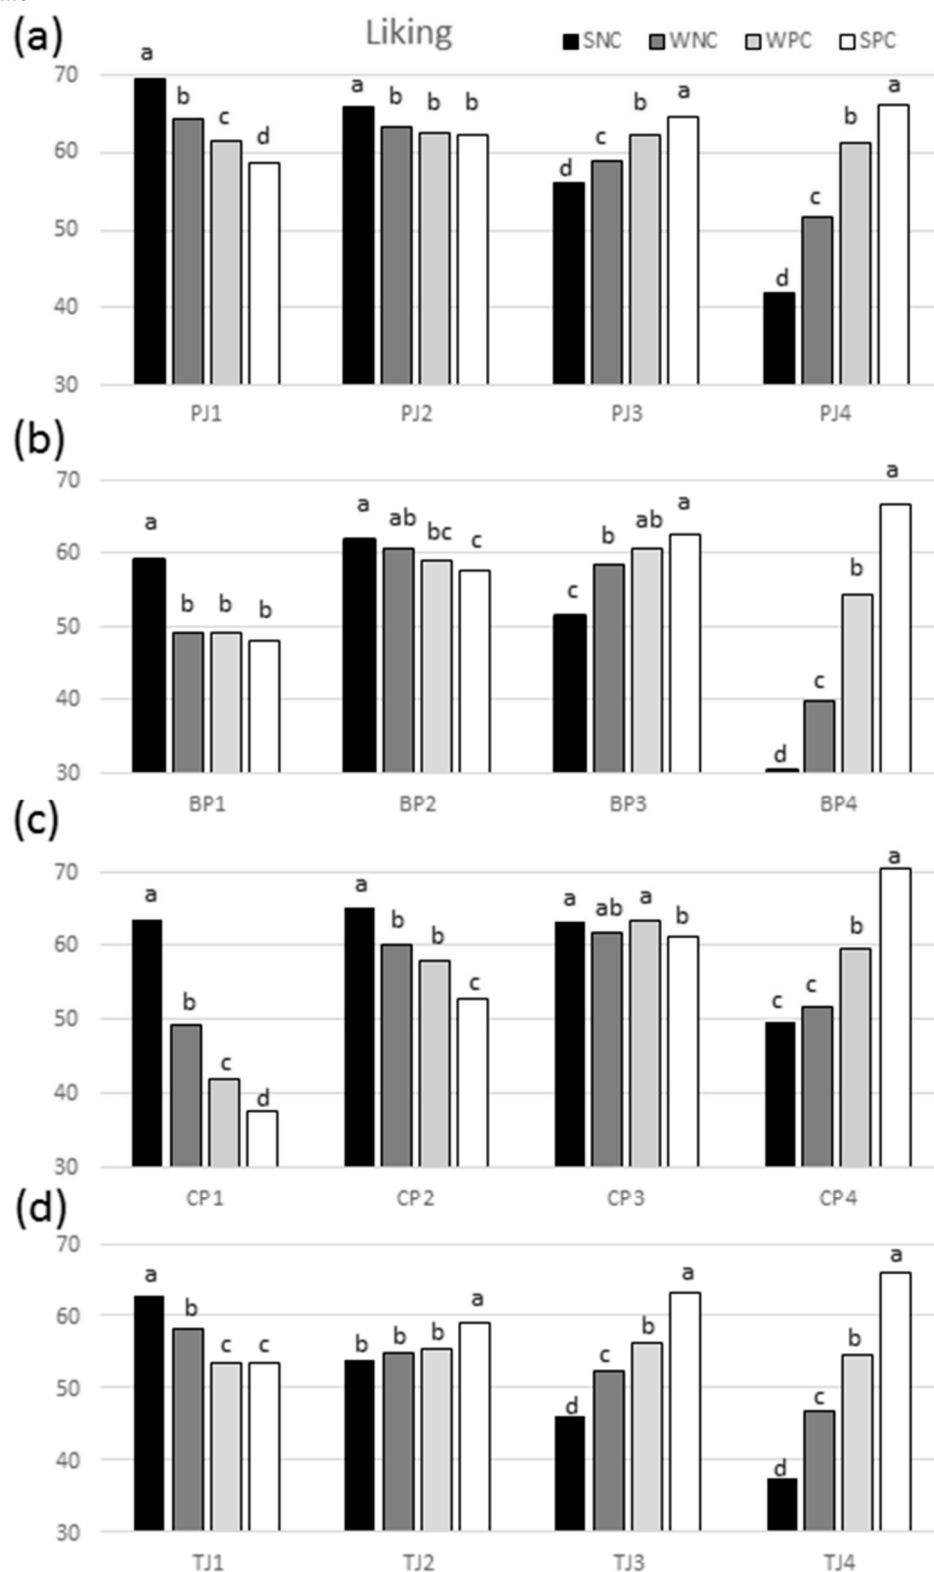 (a)
Liking
SNC WNC WPC SPC
70
60
50
40
30
a b c d
a b b b
d c b a
d c b a
PJ1 PJ2 PJ3 PJ4
(b)
70
60
50
40
30
a b b b
a ab bc c
c b ab a
d c b a
BP1 BP2 BP3 BP4
(c)
70
60
50
40
30
a b c d
a b b c
a ab a b
c c b a
CP1 CP2 CP3 CP4
(d)
70
60
50
40
30
a b c c
b b b a
d c b a
d c b a
TJ1 TJ2 TJ3 TJ4